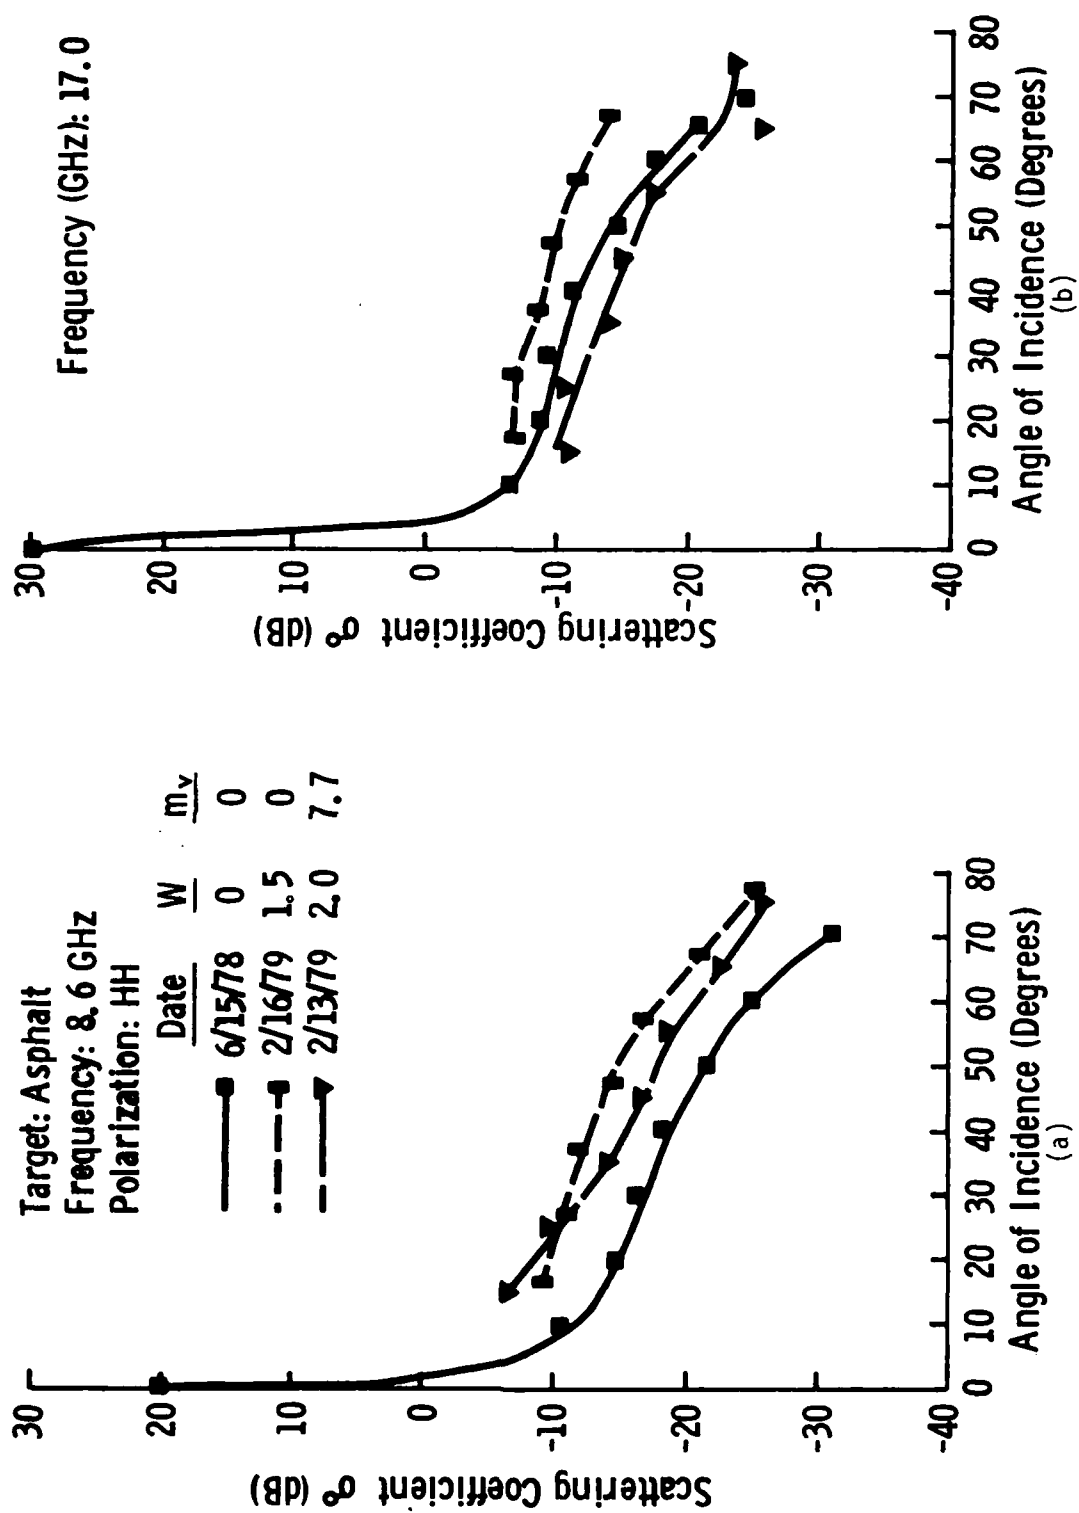 Target: Asphalt
Frequency: 8.6 GHz
Polarization: HH
Date W mv
6/15/78 0 0
2/16/79 1.5 0
2/13/79 2.0 7.7
30
20
10
0
-10
-20
-30
-40
Scattering Coefficient σ° (dB)
0 10 20 30 40 50 60 70 80
Angle of Incidence (Degrees)
(a)
Frequency (GHz): 17.0
30
20
10
0
-10
-20
-30
-40
Scattering Coefficient σ° (dB)
0 10 20 30 40 50 60 70 80
Angle of Incidence (Degrees)
(b)